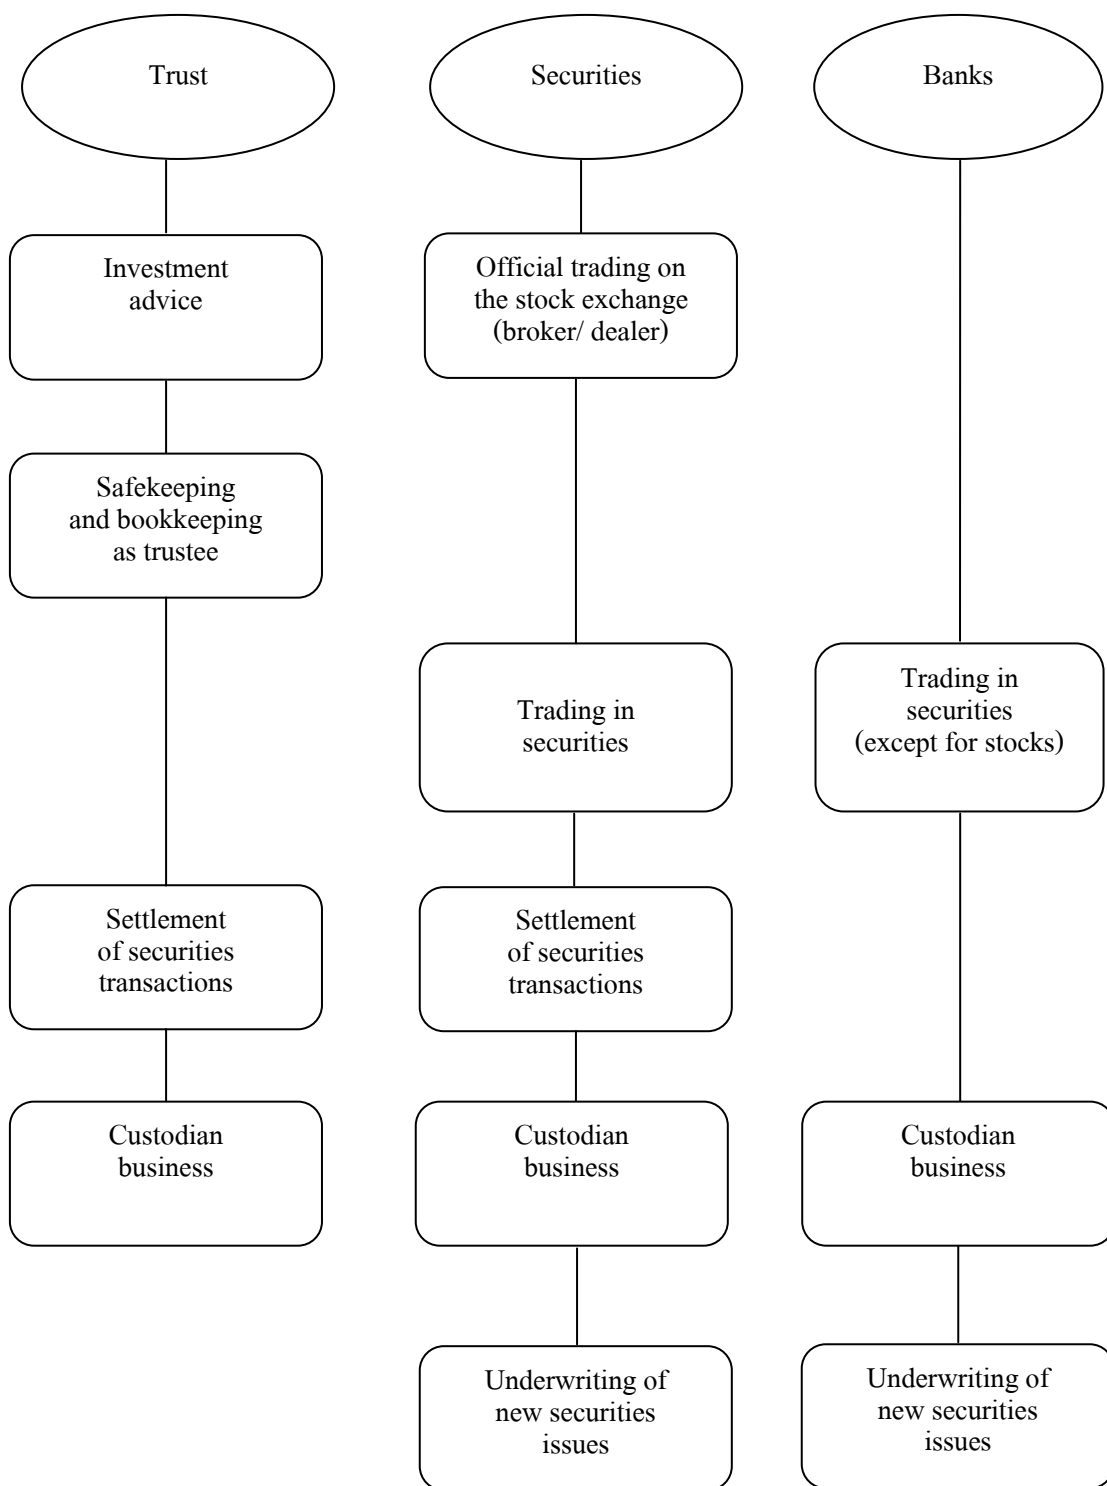 Trust
Securities
Banks
Investment
advice
Official trading on
the stock exchange
(broker/ dealer)
Safekeeping
and bookkeeping
as trustee
Trading in
securities
Trading in
securities
(except for stocks)
Settlement
of securities
transactions
Settlement
of securities
transactions
Custodian
business
Custodian
business
Custodian
business
Underwriting of
new securities
issues
Underwriting of
new securities
issues